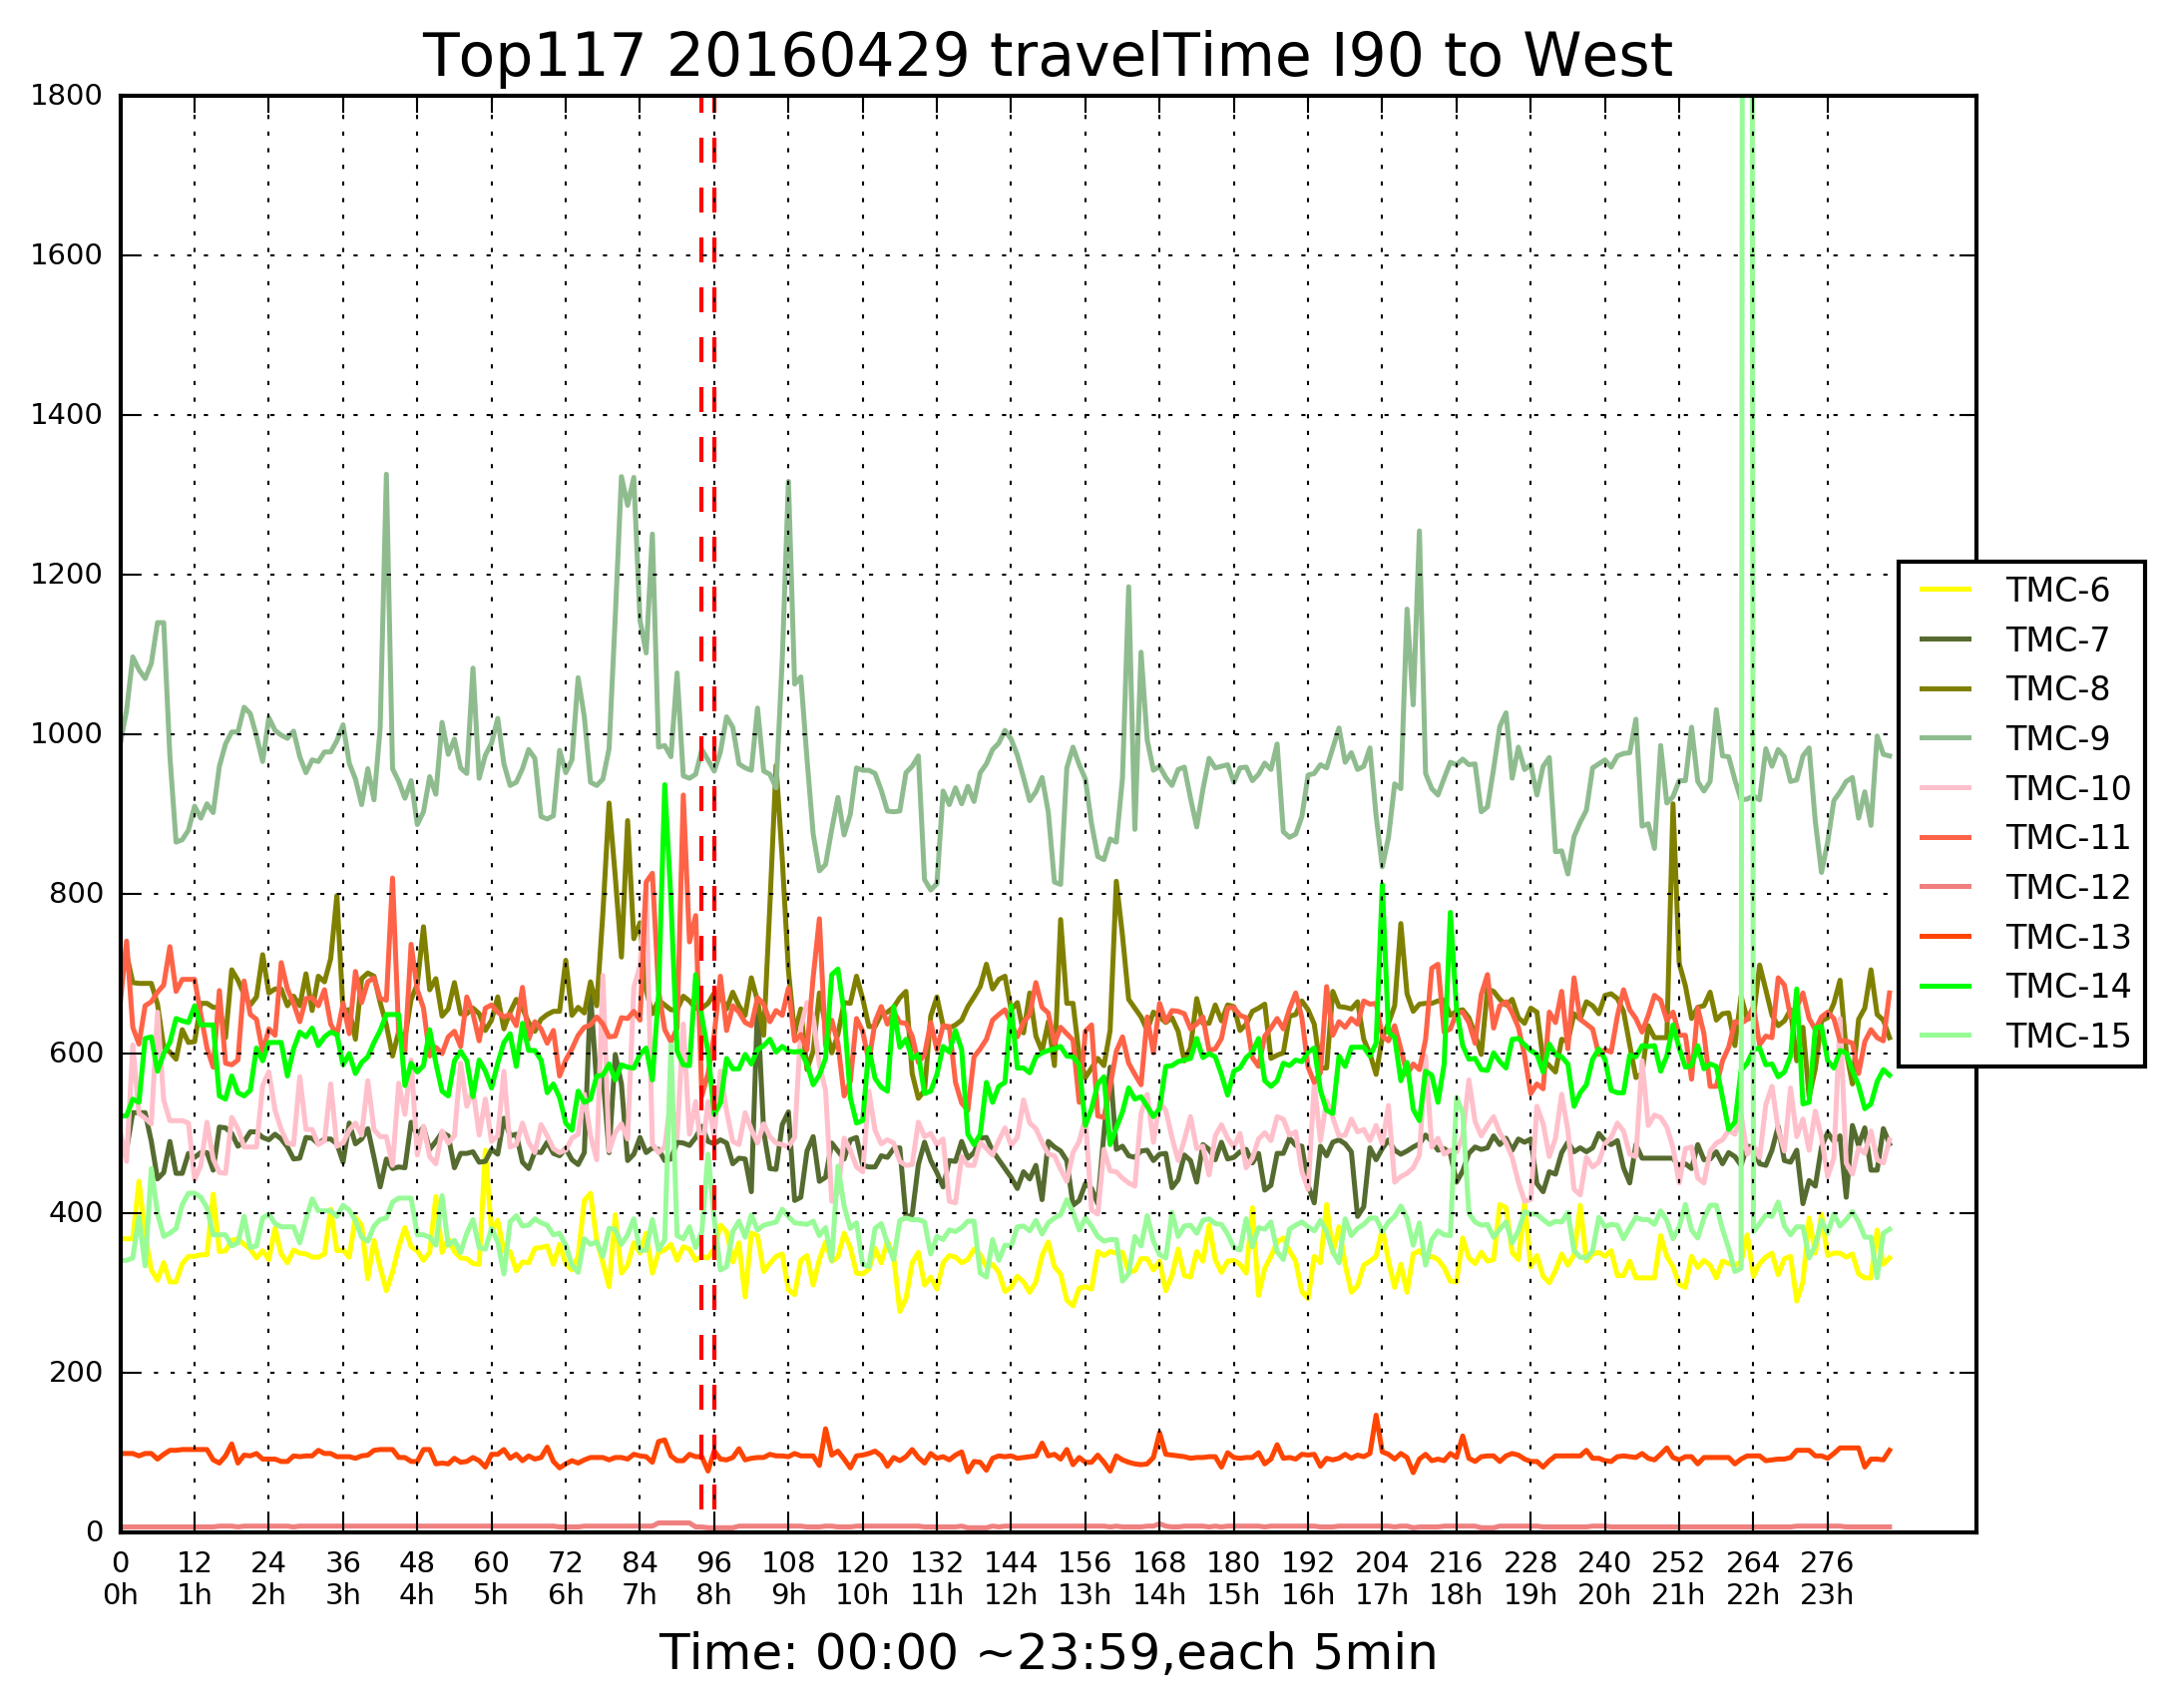 Top117 20160429 travelTime I90 to West
1800
1600
1400
1200
1000
800
600
400
200
0
TMC-6
TMC-7
TMC-8
TMC-9
TMC-10
TMC-11
TMC-12
TMC-13
TMC-14
TMC-15
0 12 24 36 48 60 72 84 96 108 120 132 144 156 168 180 192 204 216 228 240 252 264 276
0h 1h 2h 3h 4h 5h 6h 7h 8h 9h 10h 11h 12h 13h 14h 15h 16h 17h 18h 19h 20h 21h 22h 23h
Time: 00:00 ~23:59,each 5min